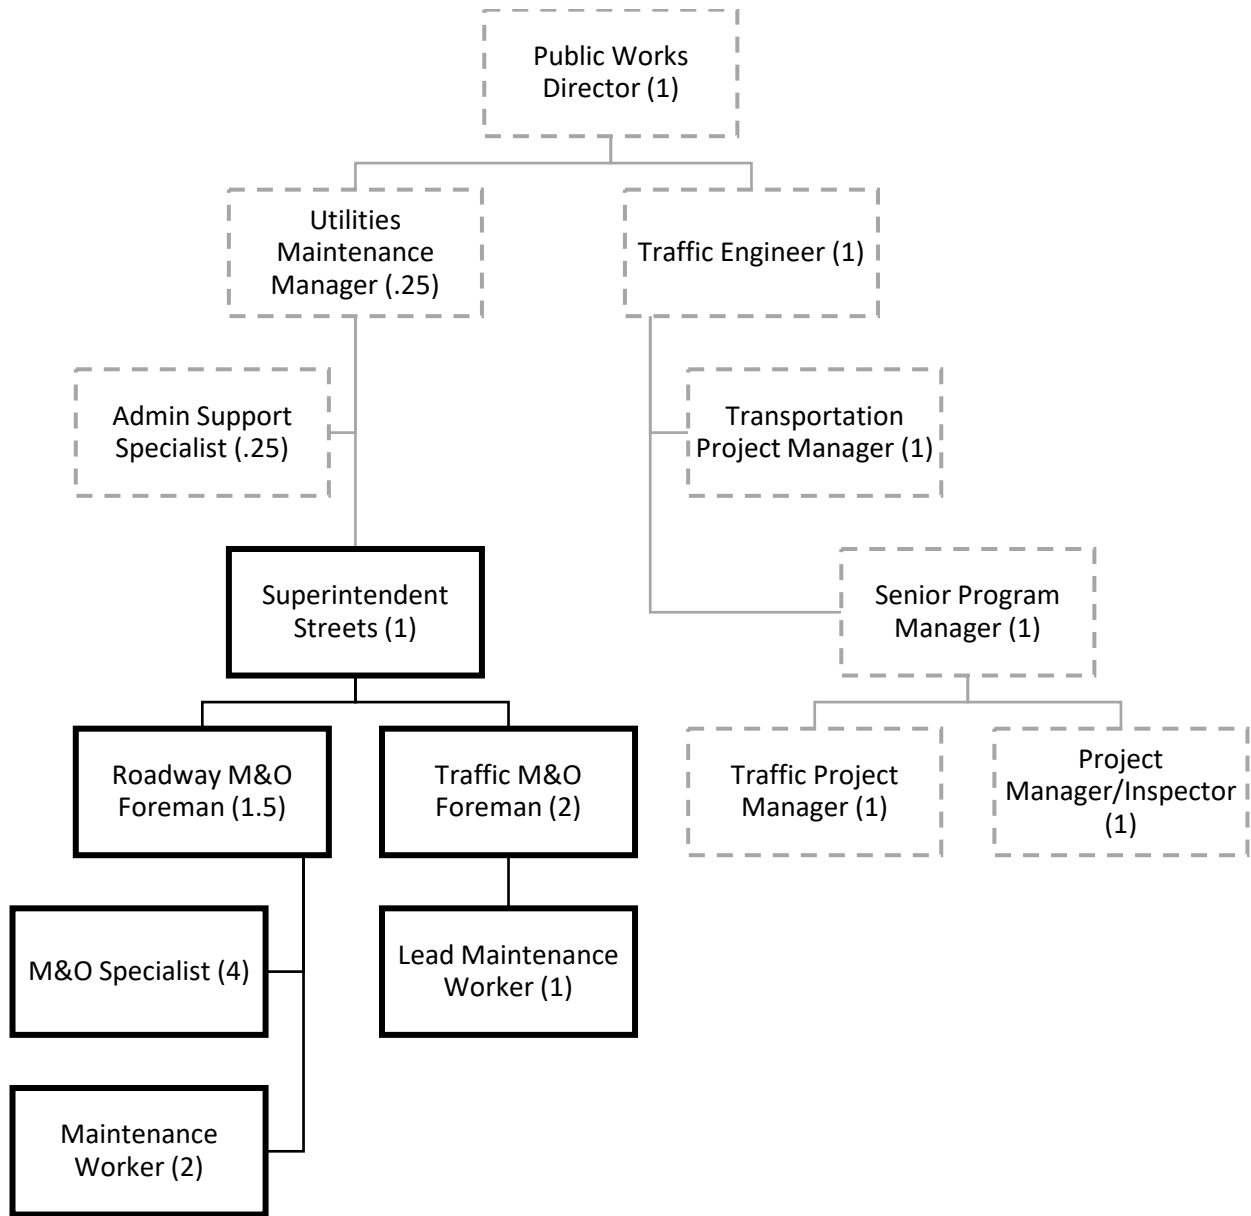 Public Works
Director (1)
Utilities
Maintenance
Manager (.25)
Traffic Engineer (1)
Admin Support
Specialist (.25)
Transportation
Project Manager (1)
Superintendent
Streets (1)
Senior Program
Manager (1)
Roadway M&O
Foreman (1.5)
Traffic M&O
Foreman (2)
Traffic Project
Manager (1)
Project
Manager/Inspector
(1)
M&O Specialist (4)
Lead Maintenance
Worker (1)
Maintenance
Worker (2)